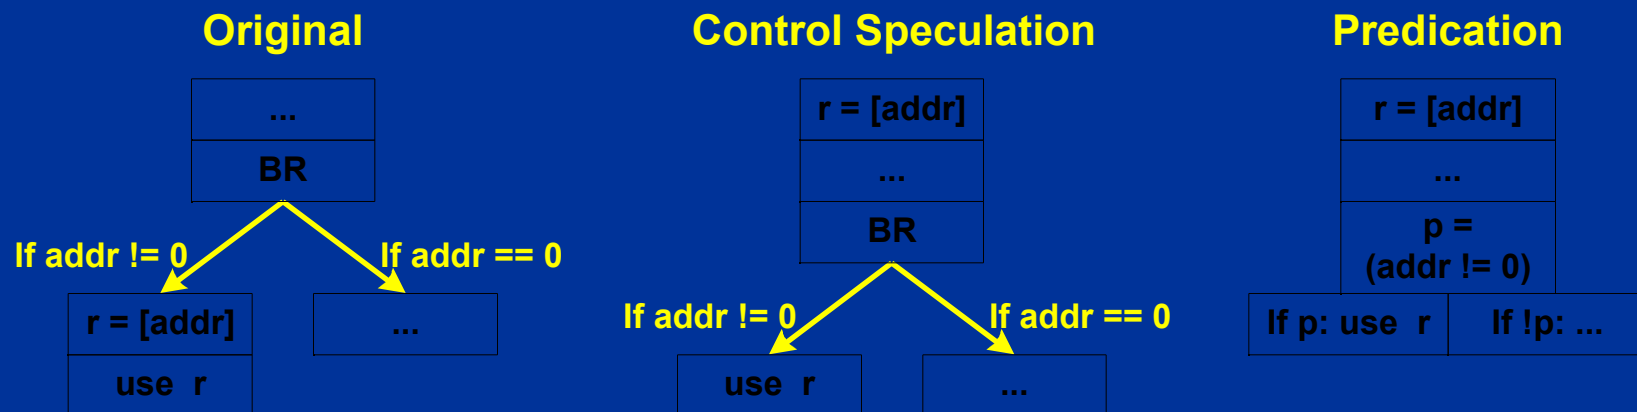 Original
...
BR
If addr != 0
If addr == 0
r = [addr]
...
use r
Control Speculation
r = [addr]
...
BR
If addr != 0
If addr == 0
use r
...
Predication
r = [addr]
...
p =
(addr != 0)
If p: use r
If !p: ...